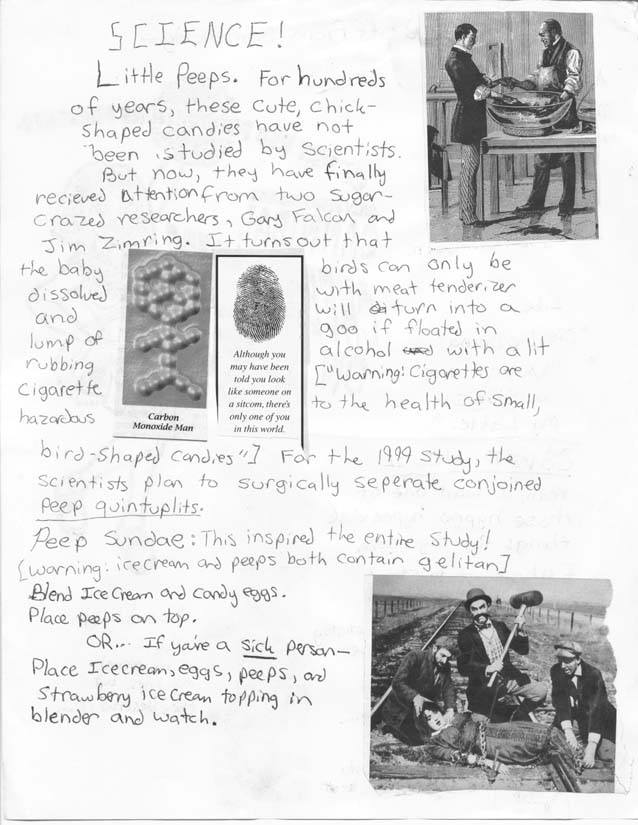 SCIENCE!
Little Peeps. For hundreds
of years, these cute, chick-
shaped candies have not
been studied by Scientists.
But now, they have finally
recieved Attention from two Sugar-
Crazed researchers, Gary Falcon and
Jim Zimring. It turns out that
the baby birds can only be
dissolved with meat tenderizer
and will turn into a
lump of goo if floated in
rubbing alcohol with a lit
Cigarette ["Warning: Cigarettes are
hazardous to the health of Small,
bird-Shaped Candies"] For the 1999 Study, the
Scientists plan to surgically seperate conjoined
Peep quintuplits.
Carbon
Monoxide Man
Although you
may have been
told you look
like someone on
a sitcom, there's
only one of you
in this world.
Peep Sundae: This inspired the entire Study!
[Warning: ice cream and peeps both contain gelitan]
Blend Ice Cream and candy eggs.
Place peeps on top.
OR... If you're a sick person—
Place Icecream, eggs, peeps, and
Strawbery ice cream topping in
blender and watch.